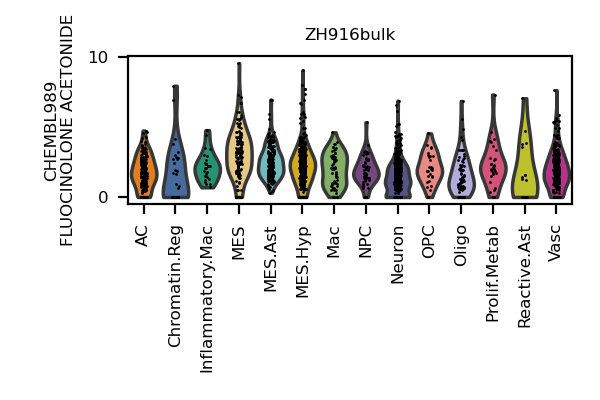 ZH916bulk
CHEMBL989
FLUOCINOLONE ACETONIDE
10
0
AC
Chromatin.Reg
Inflammatory.Mac
MES
MES.Ast
MES.Hyp
Mac
NPC
Neuron
OPC
Oligo
Prolif.Metab
Reactive.Ast
Vasc